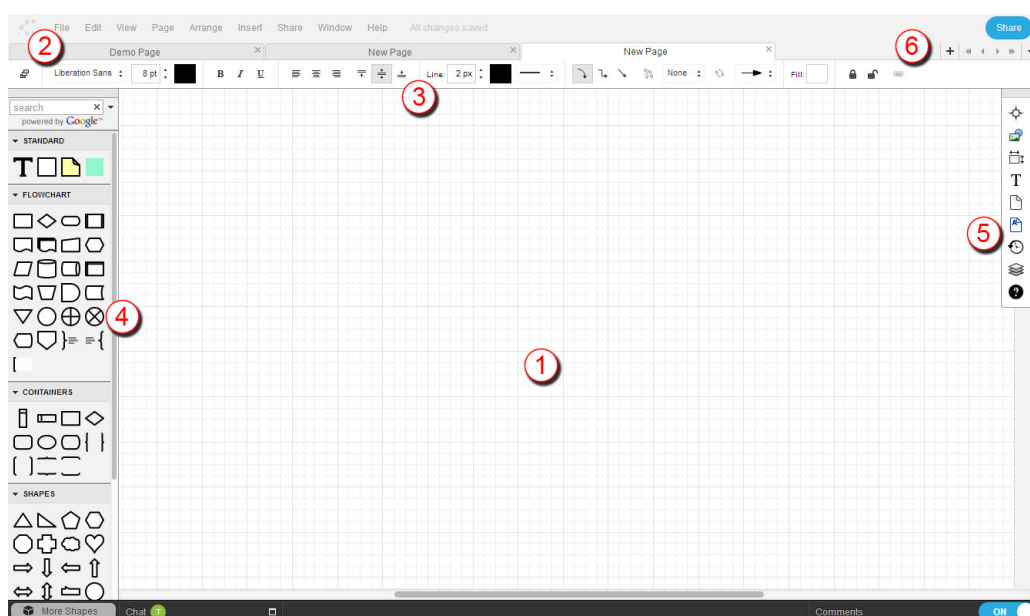 File Edit View Page Arrange Insert Share Window Help All changes saved Share
2 6
Demo Page × New Page × New Page ×
Liberation Sans 8 pt B I U Line: 2 px None Fill:
3
search ×
powered by Google™
STANDARD
T
T
FLOWCHART
5
4
1
CONTAINERS
SHAPES
More Shapes Chat T Comments ON